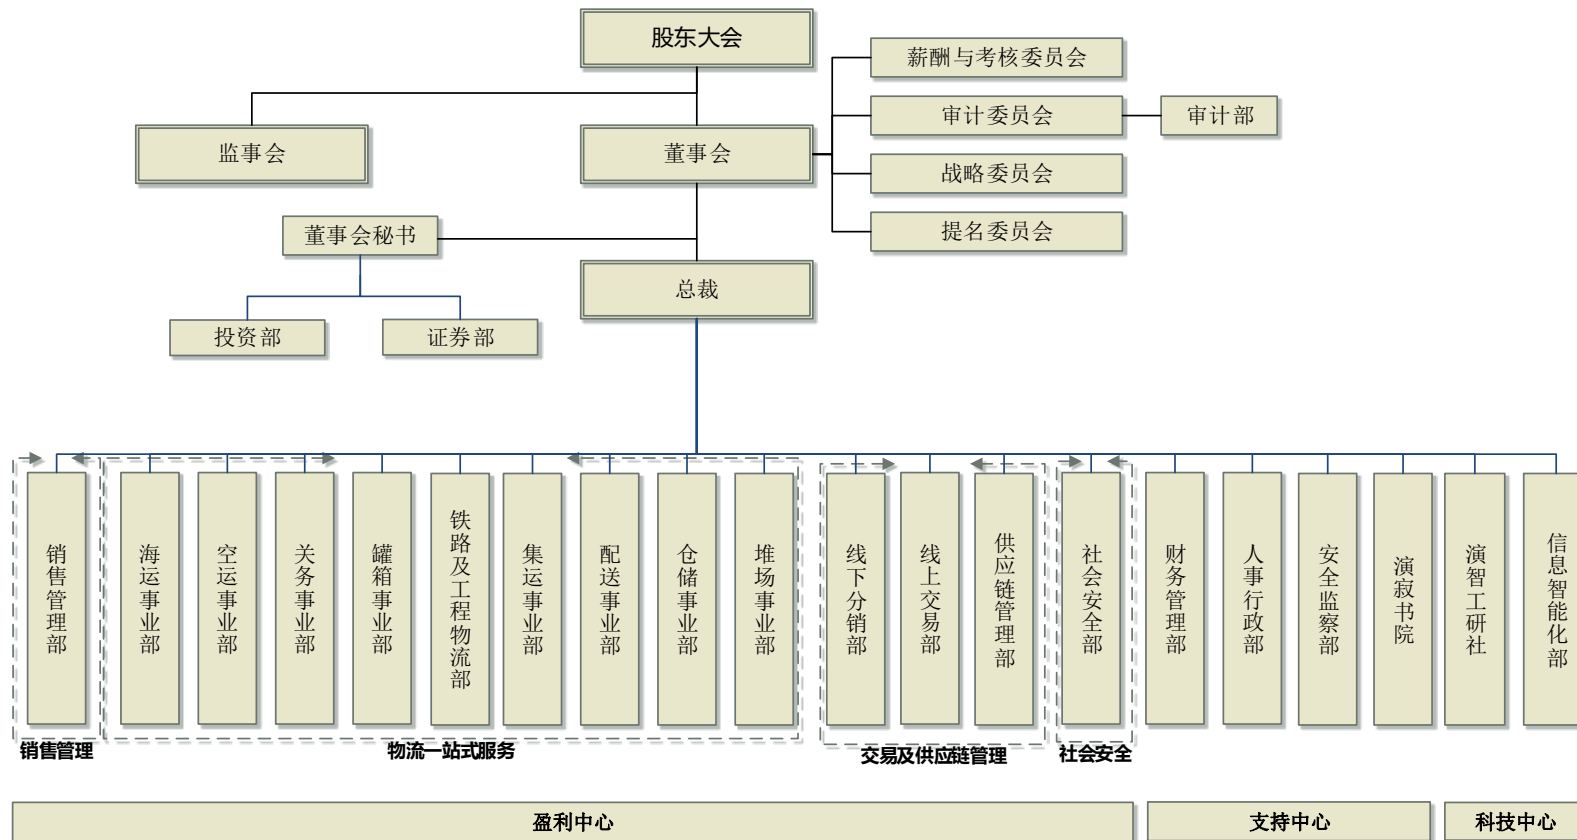 股东大会
薪酬与考核委员会
审计委员会
审计部
监事会
董事会
战略委员会
董事会秘书
提名委员会
总裁
投资部
证券部
销售管理部
海运事业部
空运事业部
关务事业部
罐箱事业部
铁路及工程物流部
集运事业部
配送事业部
仓储事业部
堆场事业部
线下分销部
线上交易部
供应链管理部
社会安全部
财务管理部
人事行政部
安全监察部
演寂书院
演智工研社
信息智能化部
销售管理
物流一站式服务
交易及供应链管理
社会安全
盈利中心
支持中心
科技中心